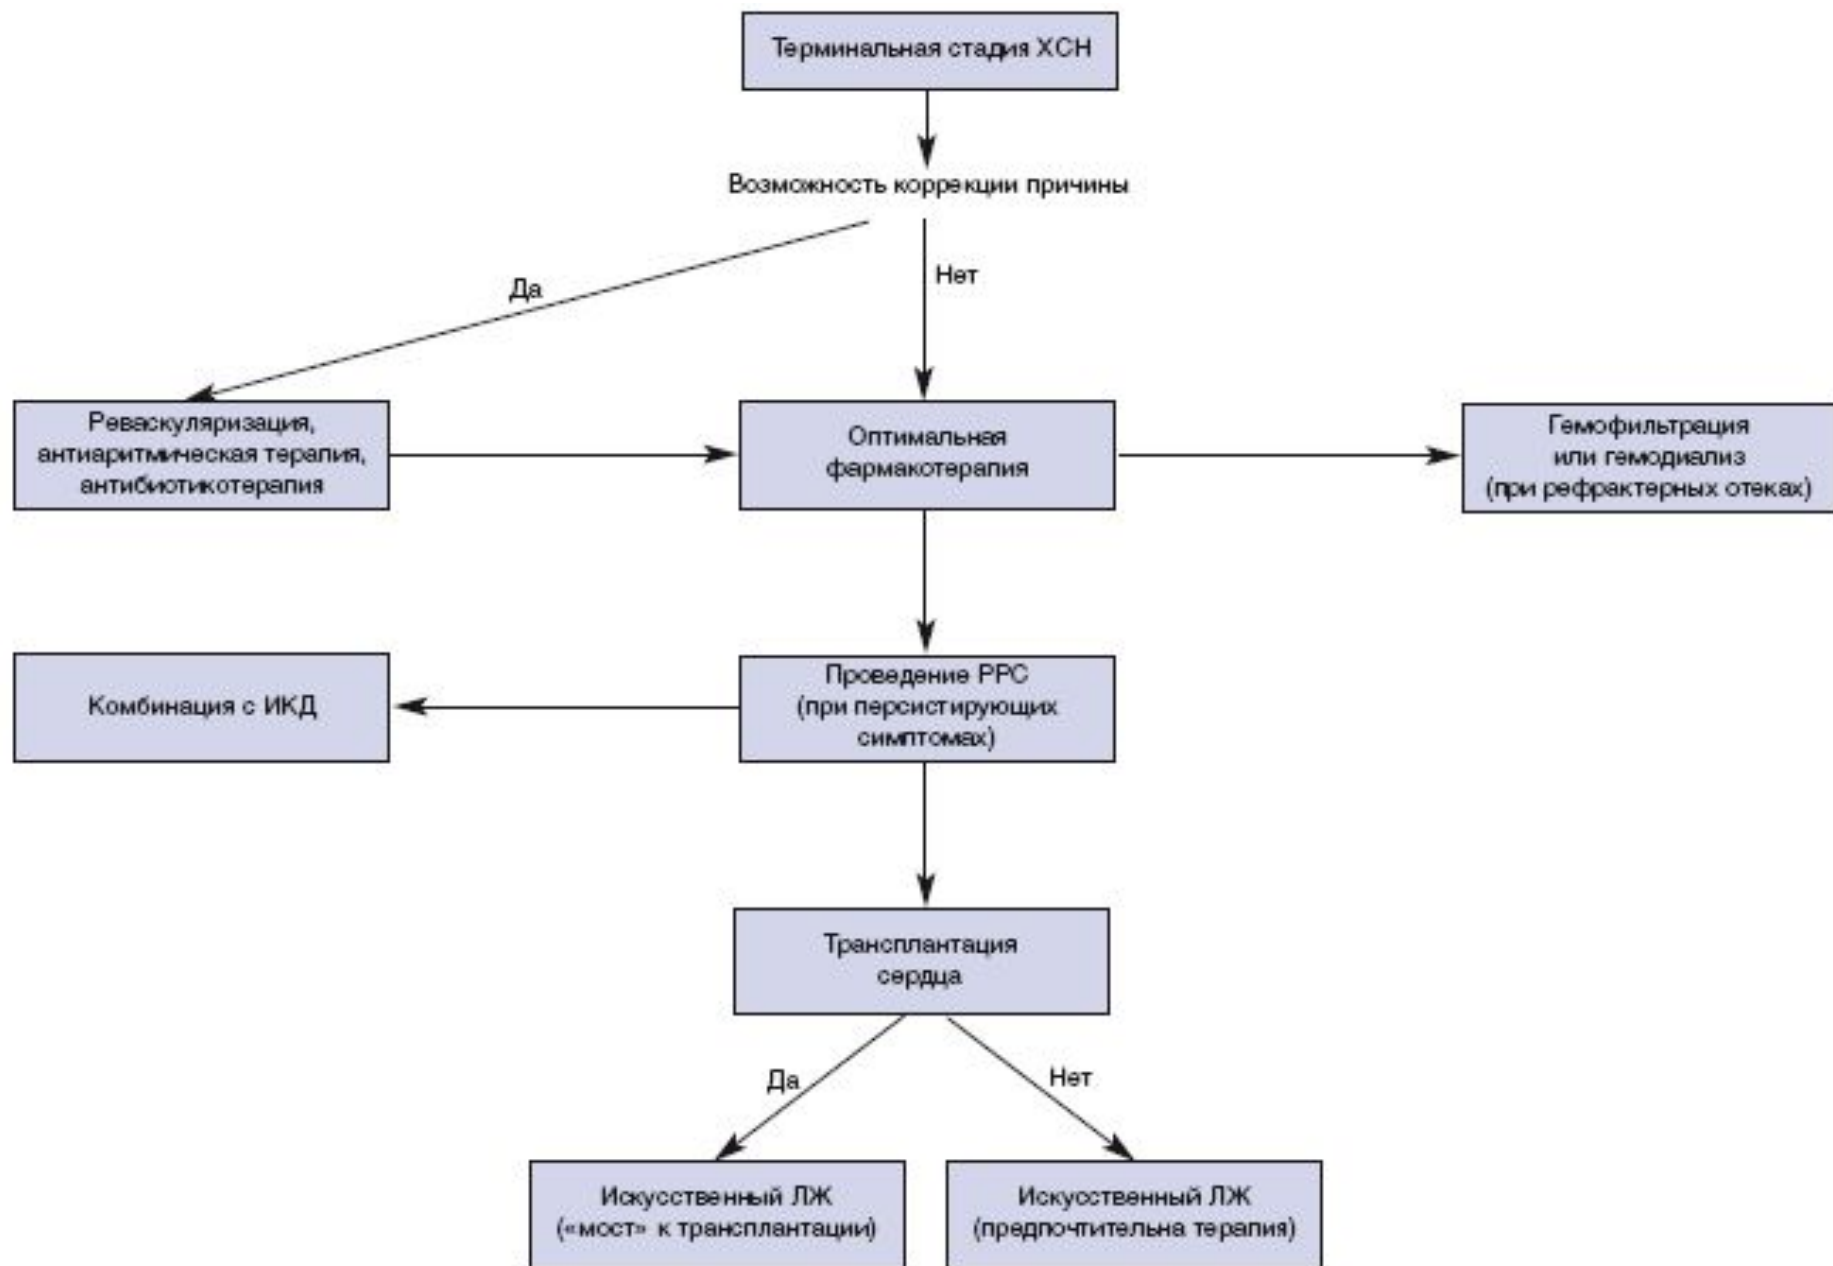 Терминальная стадия ХСН
Возможность коррекции причины
Да
Нет
Реваскуляризация,
антиаритмическая терапия,
антибиотикотерапия
Оптимальная
фармакотерапия
Гемофильтрация
или гемодиализ
(при рефрактерных отеках)
Комбинация с ИКД
Проведение РРС
(при персистирующих
симптомах)
Трансплантация
сердца
Да
Нет
Искусственный ЛЖ
(«мост» к трансплантации)
Искусственный ЛЖ
(предпочтительна терапия)